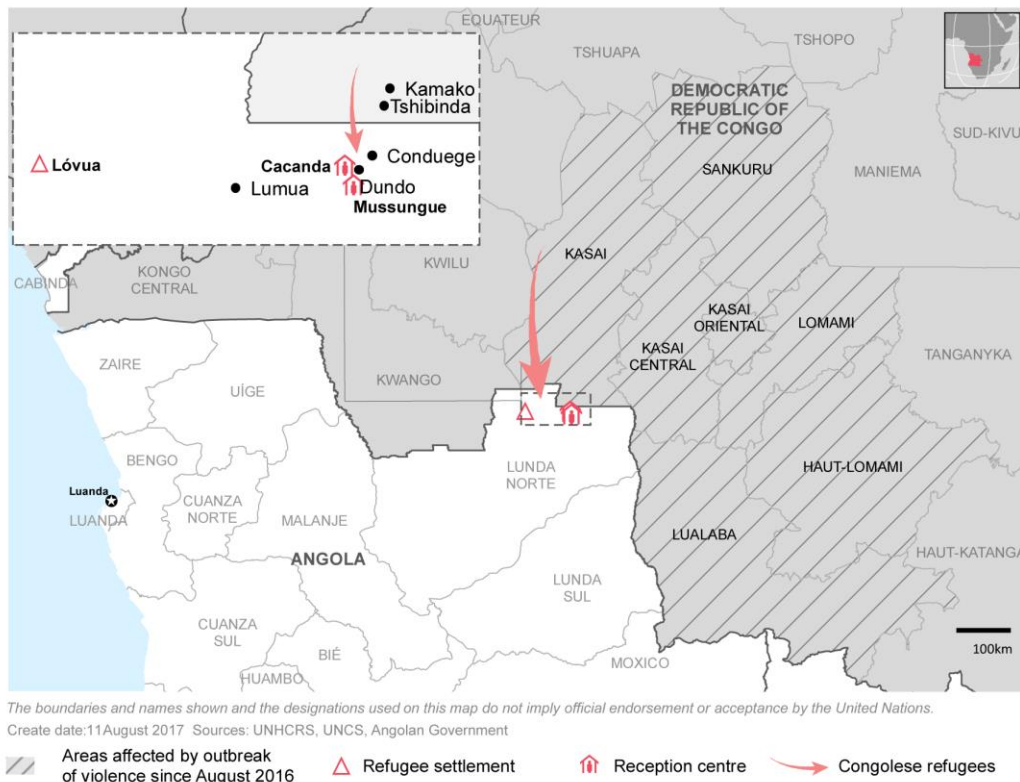 EQUATEUR
TSHOPO
TSHUAPA
DEMOCRATIC
REPUBLIC OF
THE CONGO
SUD-KIVU
Kamako
Tshibinda
Lóvua
Cacanda
Conduege
Lumua
Dundo
Mussungue
SANKURU
MANIEMA
KASAI
KWILU
CABINDA
KONGO
CENTRAL
KASAI
ORIENTAL
LOMAMI
KASAI
CENTRAL
TANGANYKA
ZAIRE
UÍGE
KWANGO
BENGO
LUNDA
NORTE
HAUT-LOMAMI
Luanda
LUANDA
CUANZA
NORTE
MALANJE
LUALABA
HAUT-KATANGA
ANGOLA
LUNDA
SUL
CUANZA
SUL
BIÉ
HUAMBO
MOXICO
100km
The boundaries and names shown and the designations used on this map do not imply official endorsement or acceptance by the United Nations.
Create date:11August 2017 Sources: UNHCRS, UNCS, Angolan Government
Areas affected by outbreak
of violence since August 2016
Refugee settlement
Reception centre
Congolese refugees